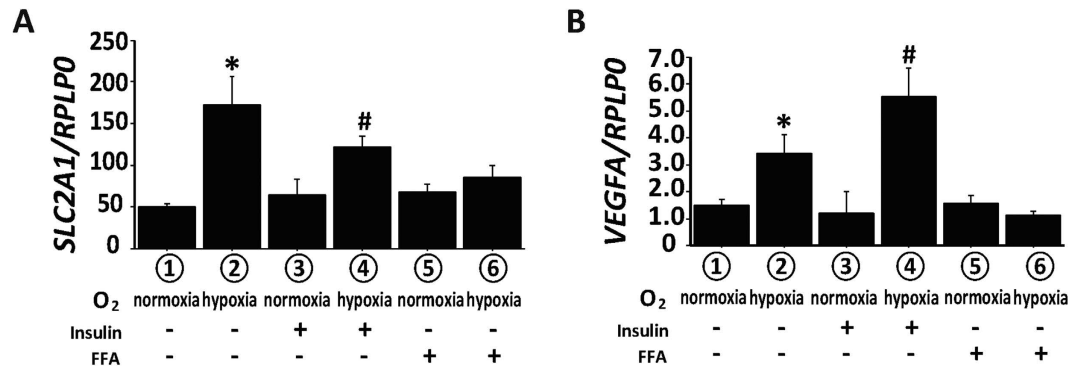 A
SLC2A1/RPLP0
250
200
150
100
50
0
*
#
① ② ③ ④ ⑤ ⑥
O₂ normoxia hypoxia normoxia hypoxia normoxia hypoxia
Insulin - - + + - -
FFA - - - - + +
B
VEGFA/RPLP0
7.0
6.0
5.0
4.0
3.0
2.0
1.0
0
*
#
① ② ③ ④ ⑤ ⑥
O₂ normoxia hypoxia normoxia hypoxia normoxia hypoxia
Insulin - - + + - -
FFA - - - - + +